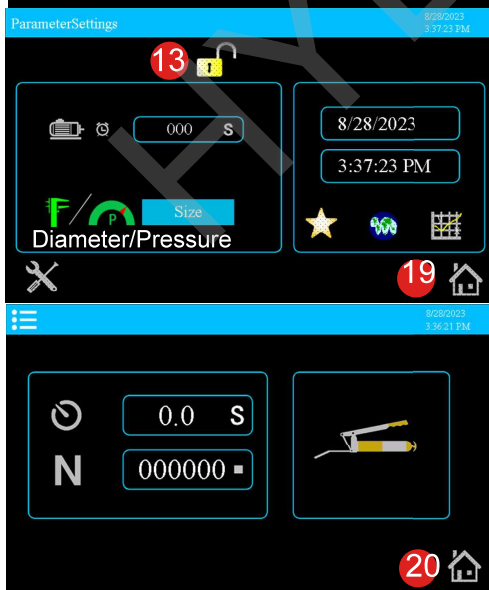 ParameterSettings
8/28/2023
3:37:23 PM
13
000 S
8/28/2023
3:37:23 PM
P
Size
Diameter/Pressure
19
8/28/2023
3:36:21 PM
0.0 S
N 000000
20
HY